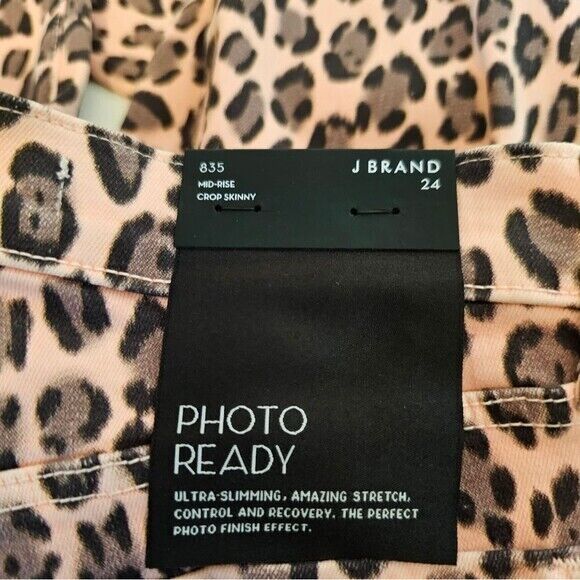 835
MID-RISE
CROP SKINNY
J BRAND
24
PHOTO
READY
ULTRA-SLIMMING, AMAZING STRETCH,
CONTROL AND RECOVERY. THE PERFECT
PHOTO FINISH EFFECT.